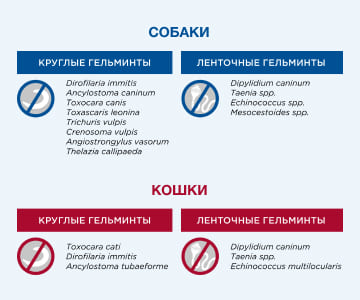 СОБАКИ
КРУГЛЫЕ ГЕЛЬМИНТЫ
Dirofilaria immitis
Ancylostoma caninum
Toxocara canis
Toxascaris leonina
Trichuris vulpis
Crenosoma vulpis
Angiostrongylus vasorum
Thelazia callipaeda
ЛЕНТОЧНЫЕ ГЕЛЬМИНТЫ
Dipylidium caninum
Taenia spp.
Echinococcus spp.
Mesocestoides spp.
КОШКИ
КРУГЛЫЕ ГЕЛЬМИНТЫ
Toxocara cati
Dirofilaria immitis
Ancylostoma tubaeforme
ЛЕНТОЧНЫЕ ГЕЛЬМИНТЫ
Dipylidium caninum
Taenia spp.
Echinococcus multilocularis